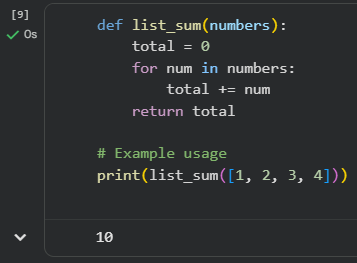 [9]
0s
def list_sum(numbers):
    total = 0
    for num in numbers:
        total += num
    return total

# Example usage
print(list_sum([1, 2, 3, 4]))
10